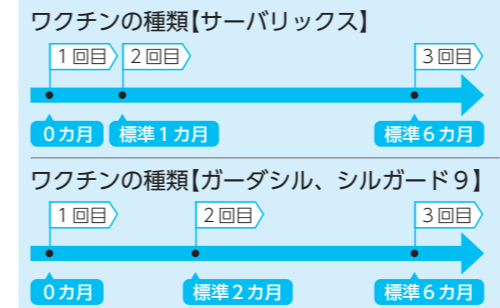 ワクチンの種類【サーバリックス】
1回目 2回目 3回目
0カ月 標準1カ月 標準6カ月
ワクチンの種類【ガーダシル、シルガード9】
1回目 2回目 3回目
0カ月 標準2カ月 標準6カ月